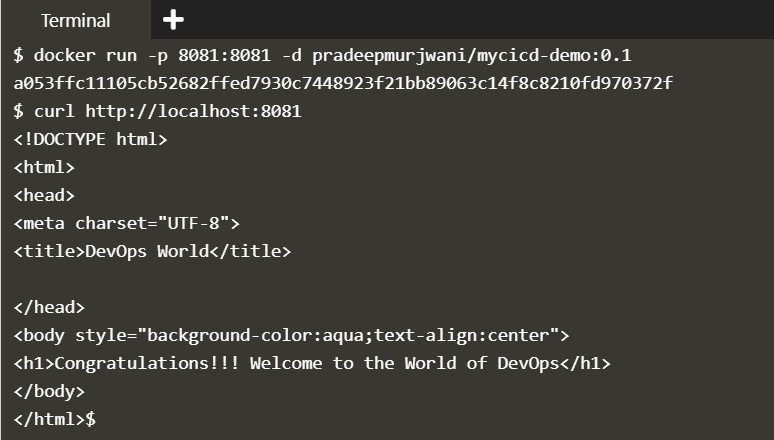 Terminal +
$ docker run -p 8081:8081 -d pradeepmurjwani/mycicd-demo:0.1
a053ffc11105cb52682ffed7930c7448923f21bb89063c14f8c8210fd970372f
$ curl http://localhost:8081
<!DOCTYPE html>
<html>
<head>
<meta charset="UTF-8">
<title>DevOps World</title>
</head>
<body style="background-color:aqua;text-align:center">
<h1>Congratulations!!! Welcome to the World of DevOps</h1>
</body>
</html>$